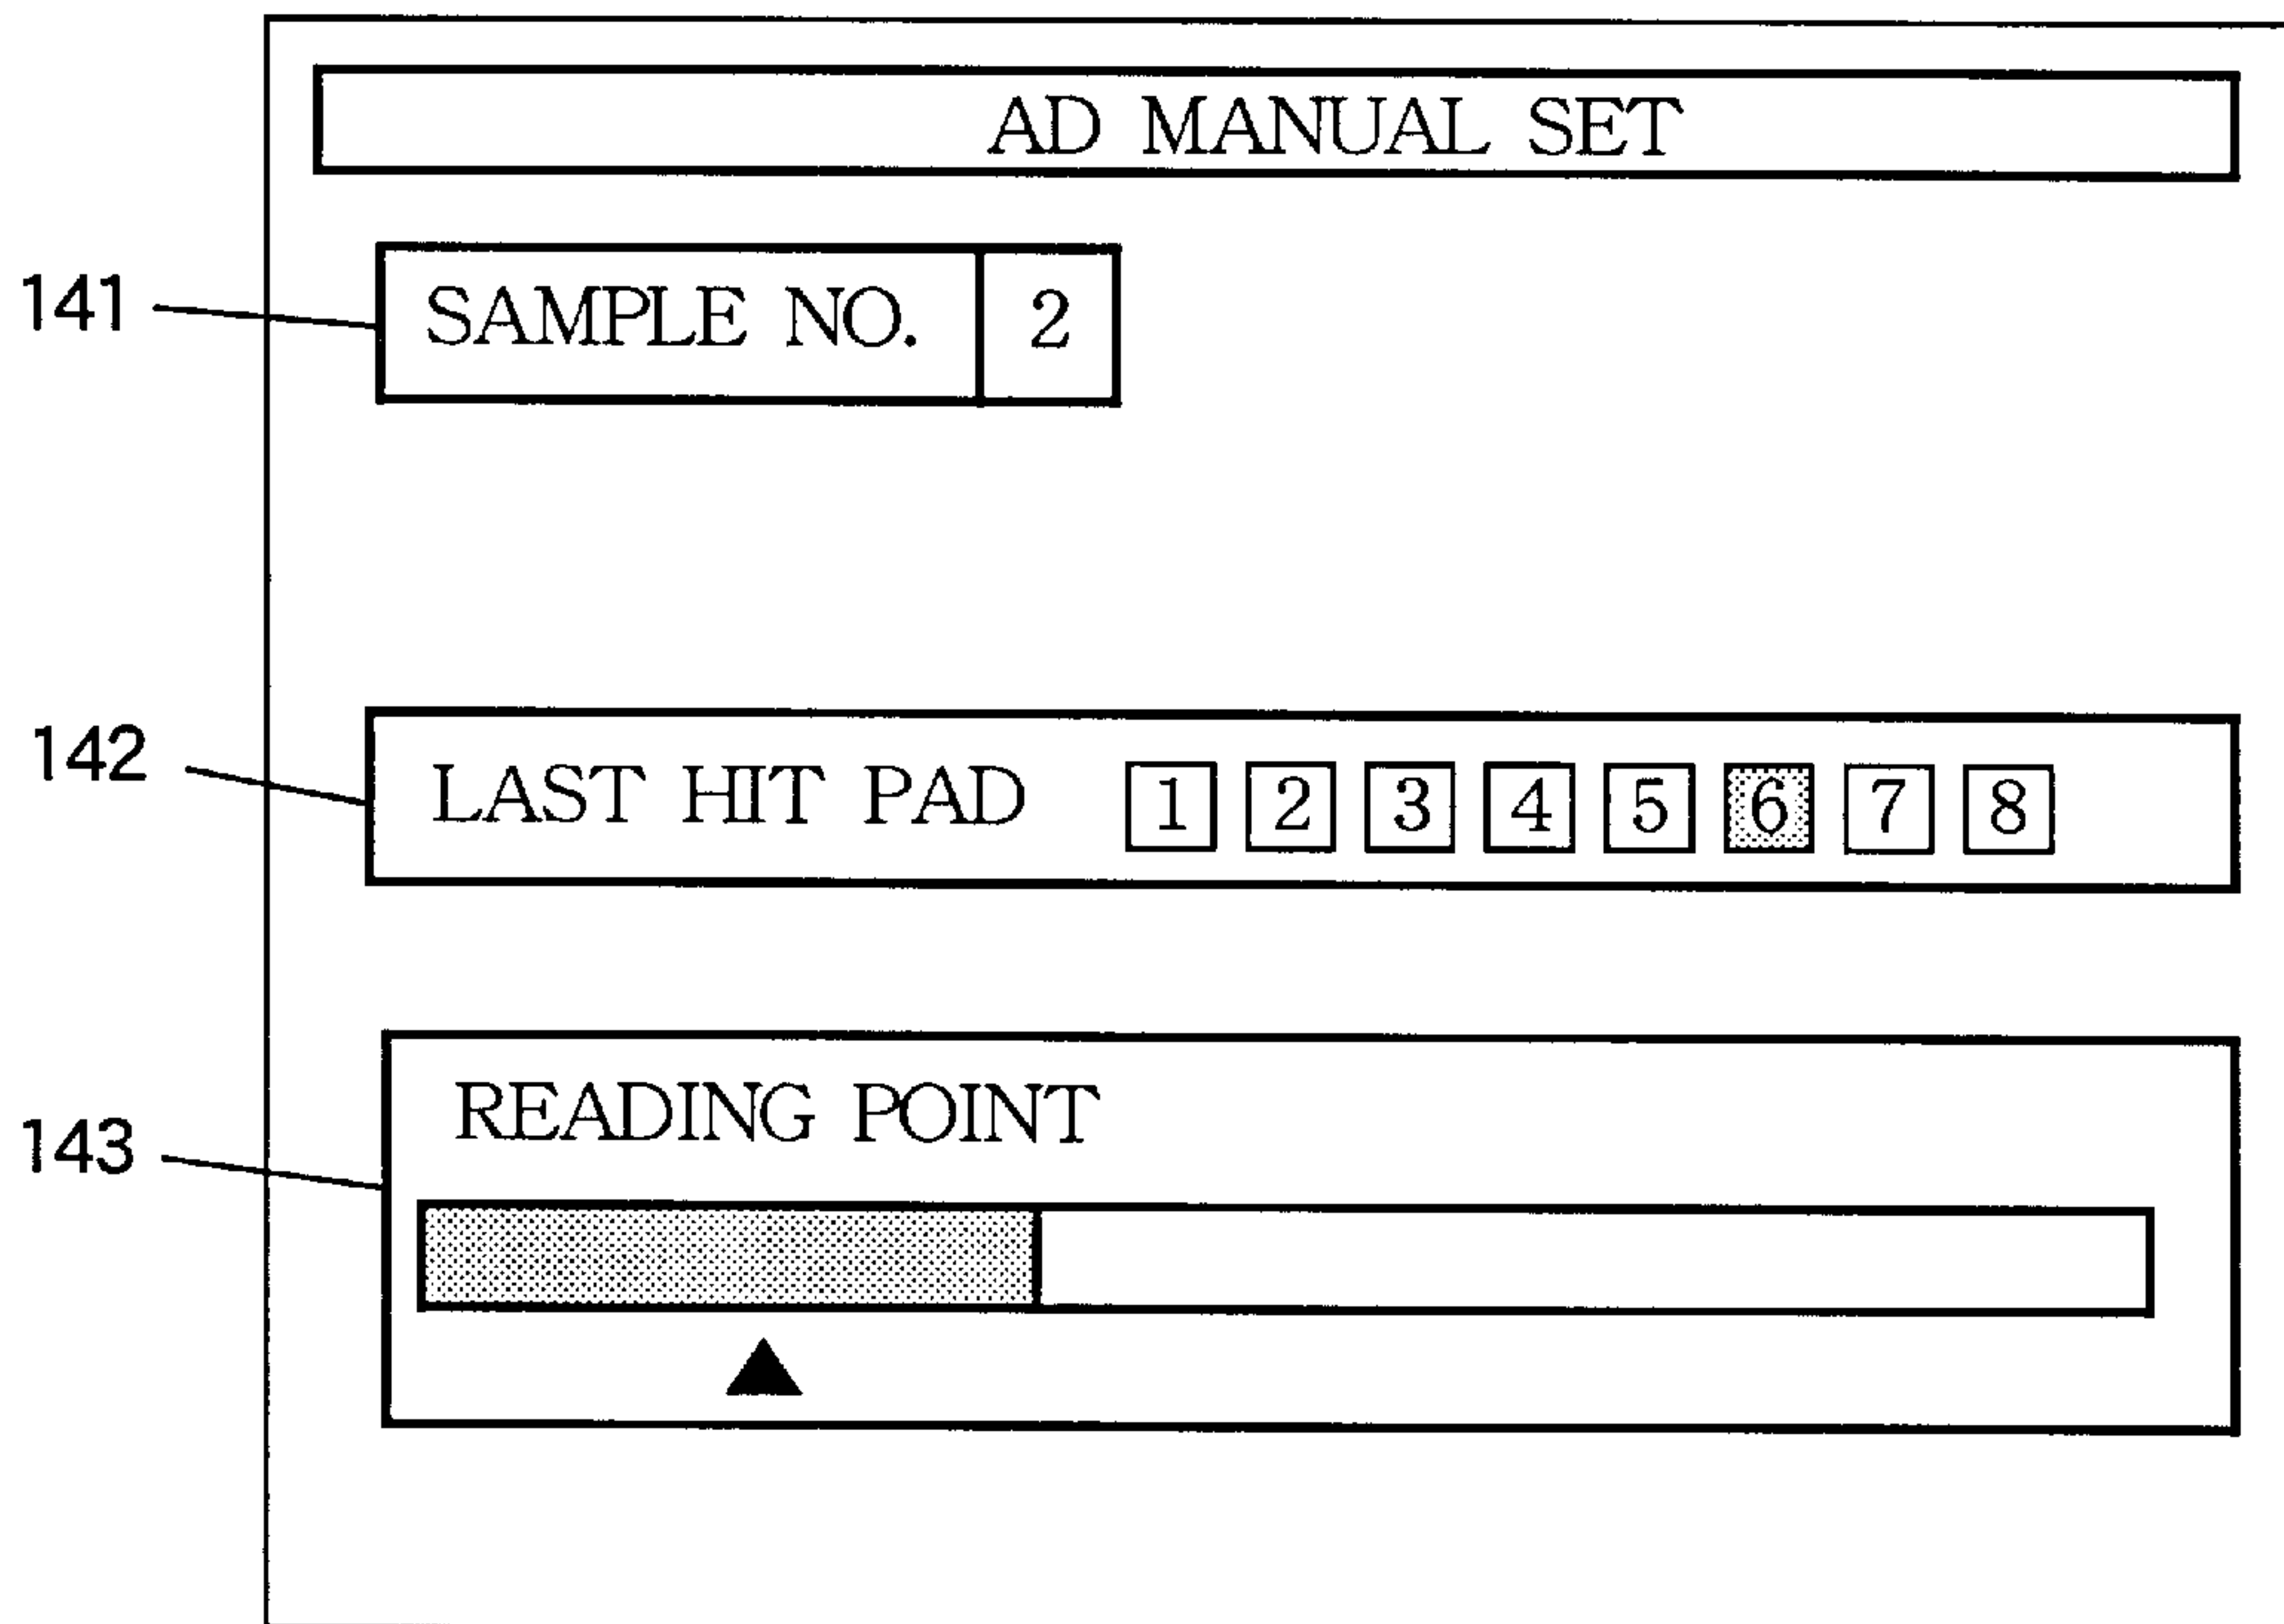 AD MANUAL SET
141 SAMPLE NO. 2
142 LAST HIT PAD 1 2 3 4 5 6 7 8
READING POINT
143